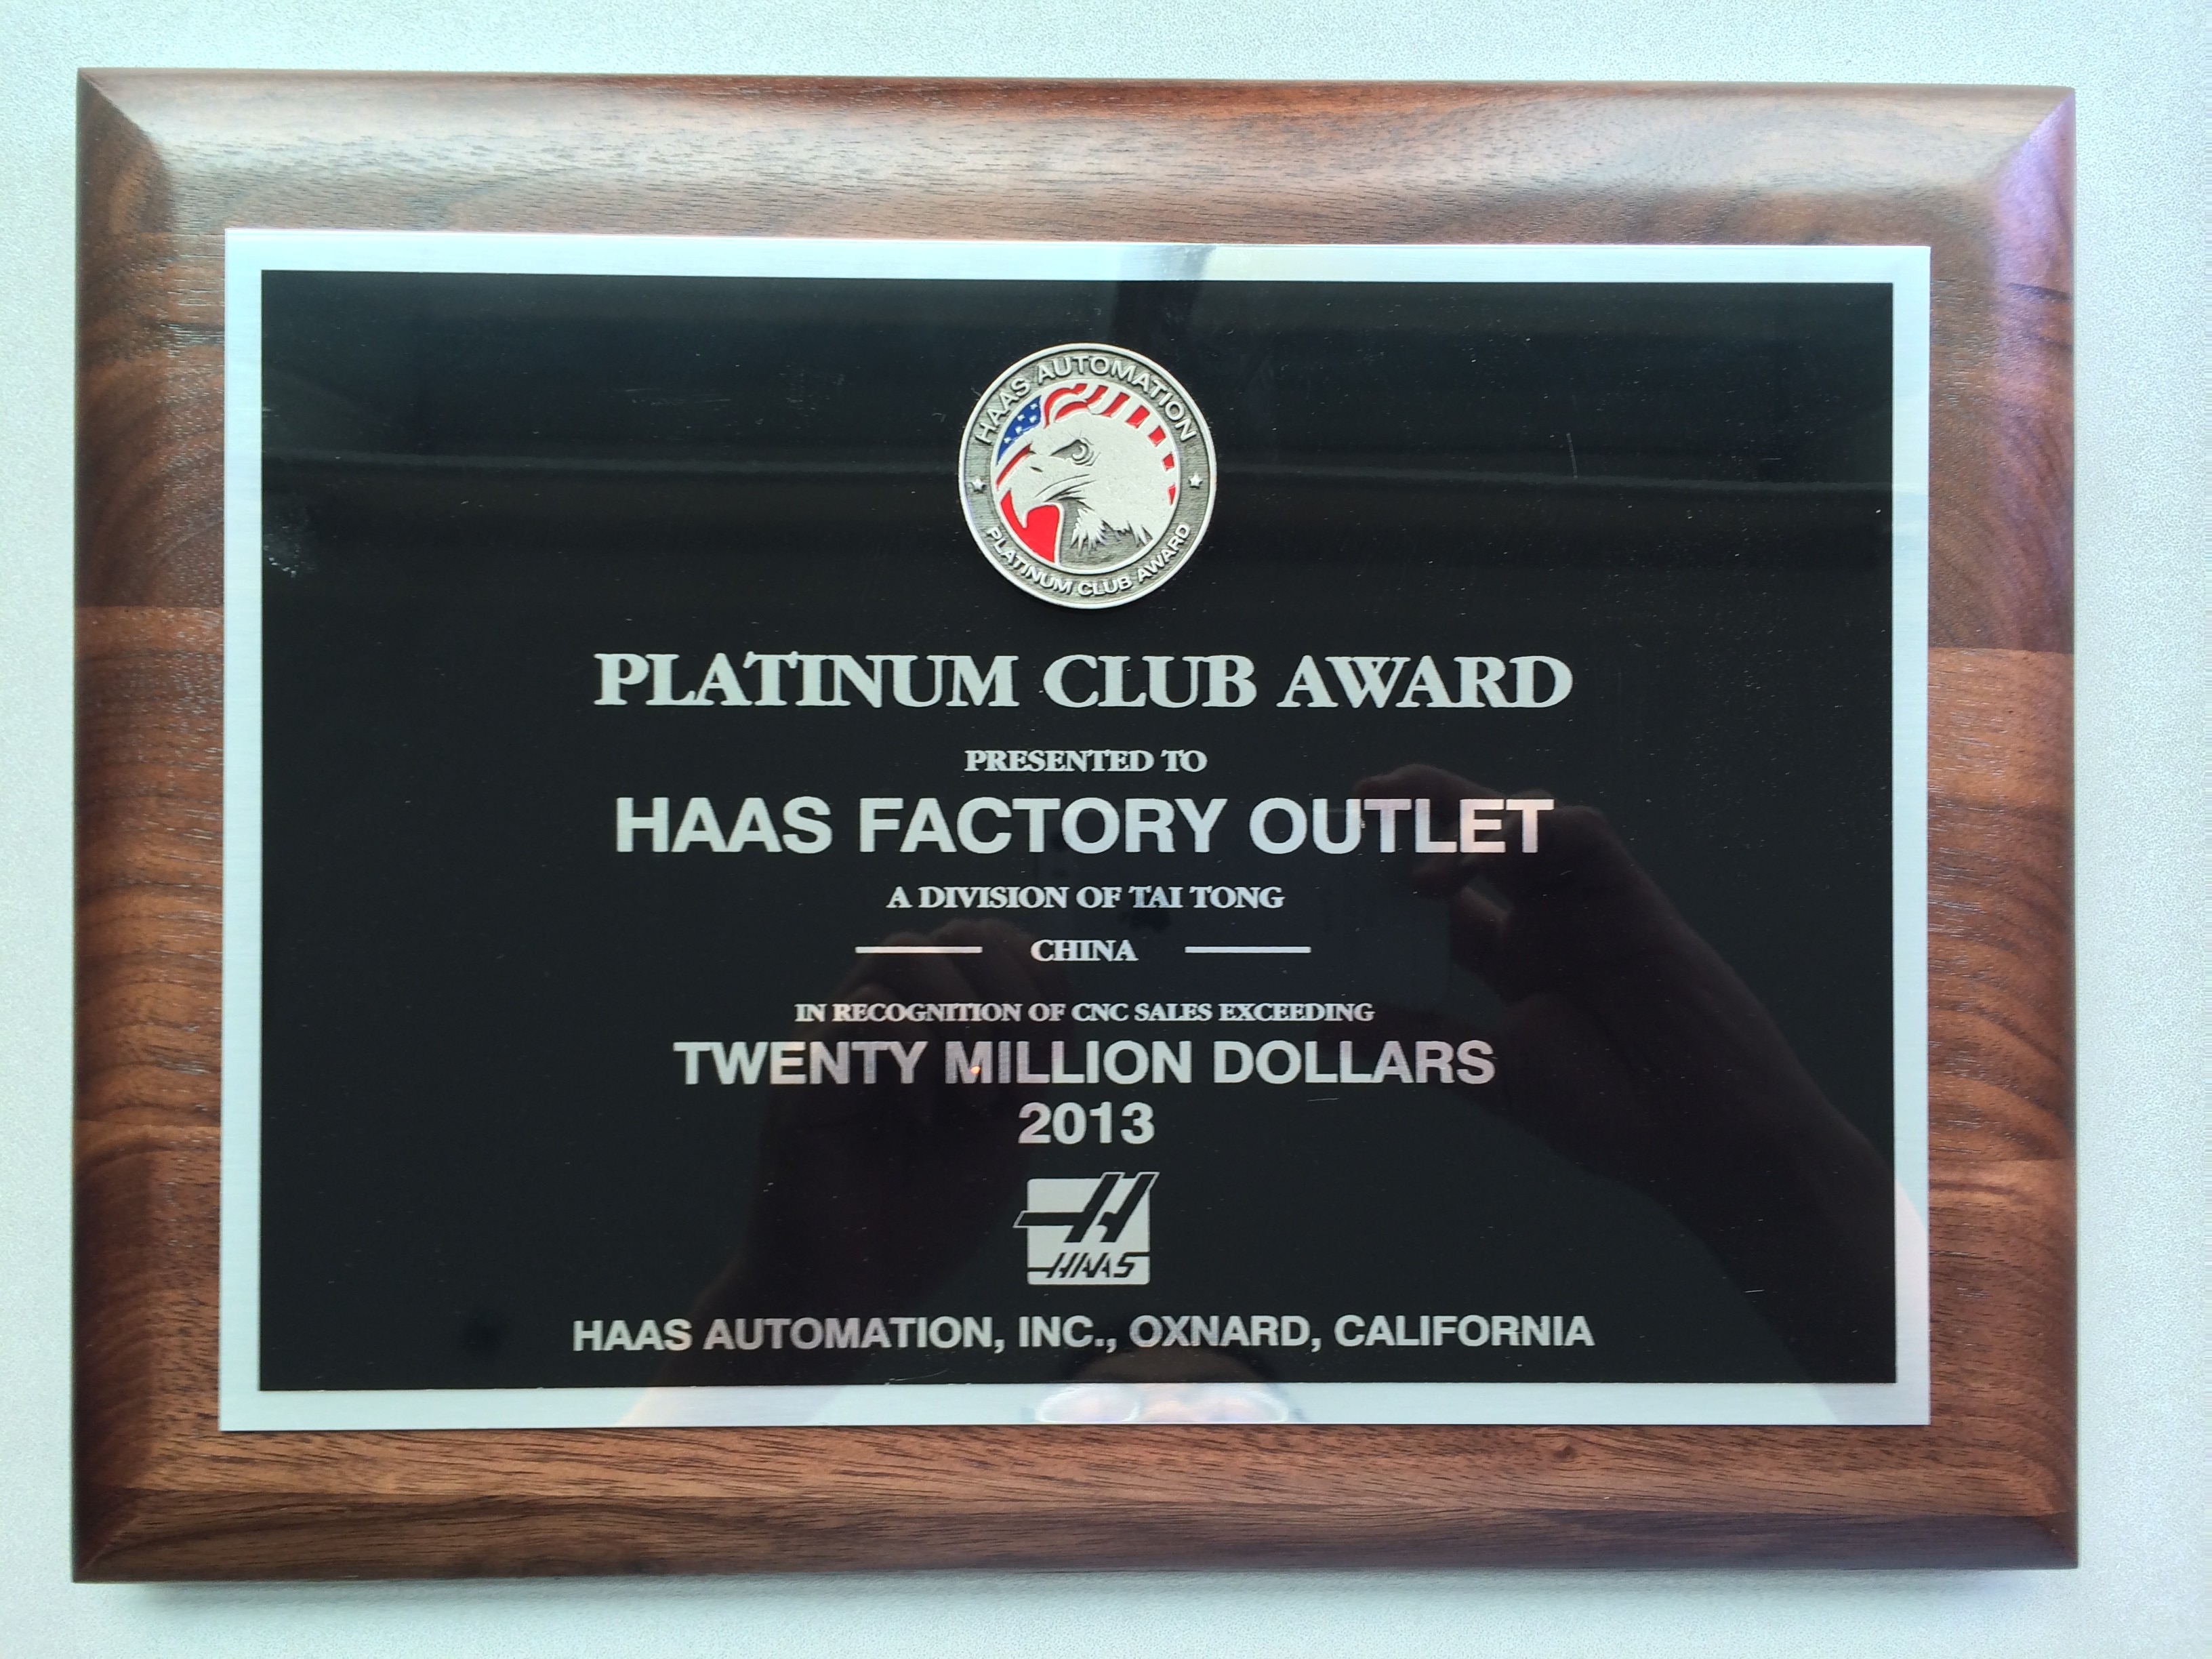 HAAS AUTOMATION
PLATINUM CLUB AWARD
PLATINUM CLUB AWARD
PRESENTED TO
HAAS FACTORY OUTLET
A DIVISION OF TAI TONG
CHINA
IN RECOGNITION OF CNC SALES EXCEEDING
TWENTY MILLION DOLLARS
2013
HAAS
HAAS AUTOMATION, INC., OXNARD, CALIFORNIA